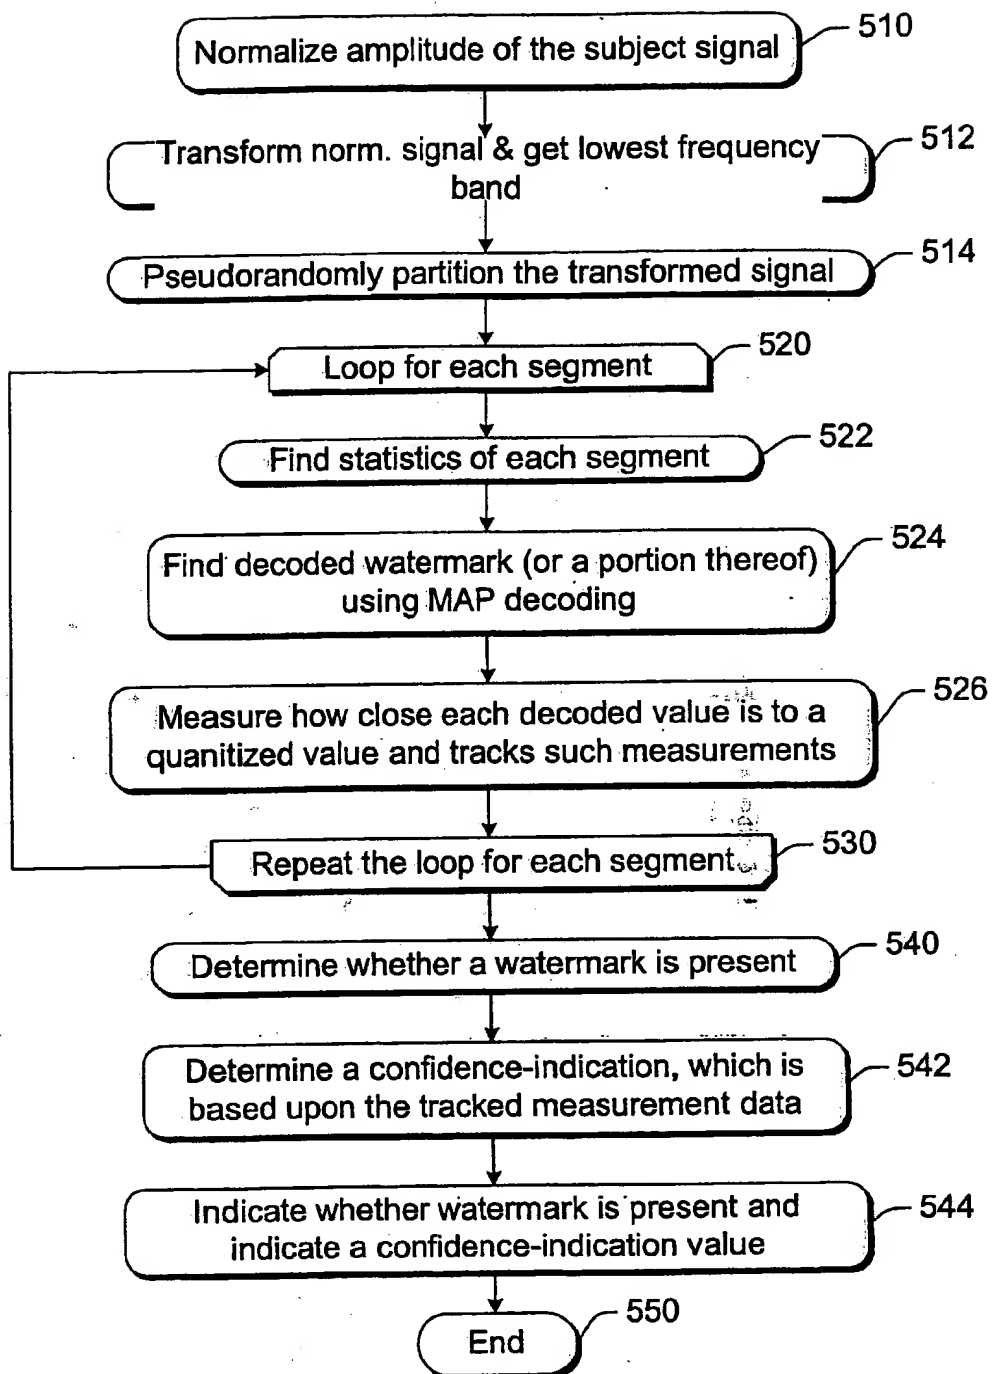 Normalize amplitude of the subject signal
510
Transform norm. signal & get lowest frequency
band
512
Pseudorandomly partition the transformed signal
514
Loop for each segment
520
Find statistics of each segment
522
Find decoded watermark (or a portion thereof)
using MAP decoding
524
Measure how close each decoded value is to a
quanitized value and tracks such measurements
526
Repeat the loop for each segment
530
Determine whether a watermark is present
540
Determine a confidence-indication, which is
based upon the tracked measurement data
542
Indicate whether watermark is present and
indicate a confidence-indication value
544
End
550